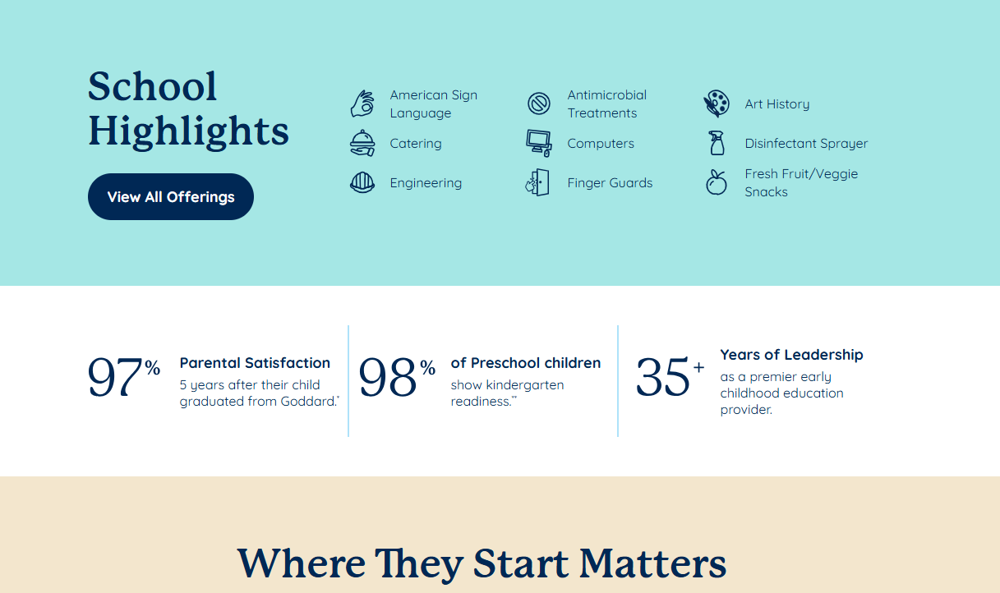 School
Highlights
View All Offerings
American Sign
Language
Antimicrobial
Treatments
Art History
Catering
Computers
Disinfectant Sprayer
Engineering
Finger Guards
Fresh Fruit/Veggie
Snacks
97%
Parental Satisfaction
5 years after their child
graduated from Goddard.*
98%
of Preschool children
show kindergarten
readiness.**
35+
Years of Leadership
as a premier early
childhood education
provider.
Where They Start Matters